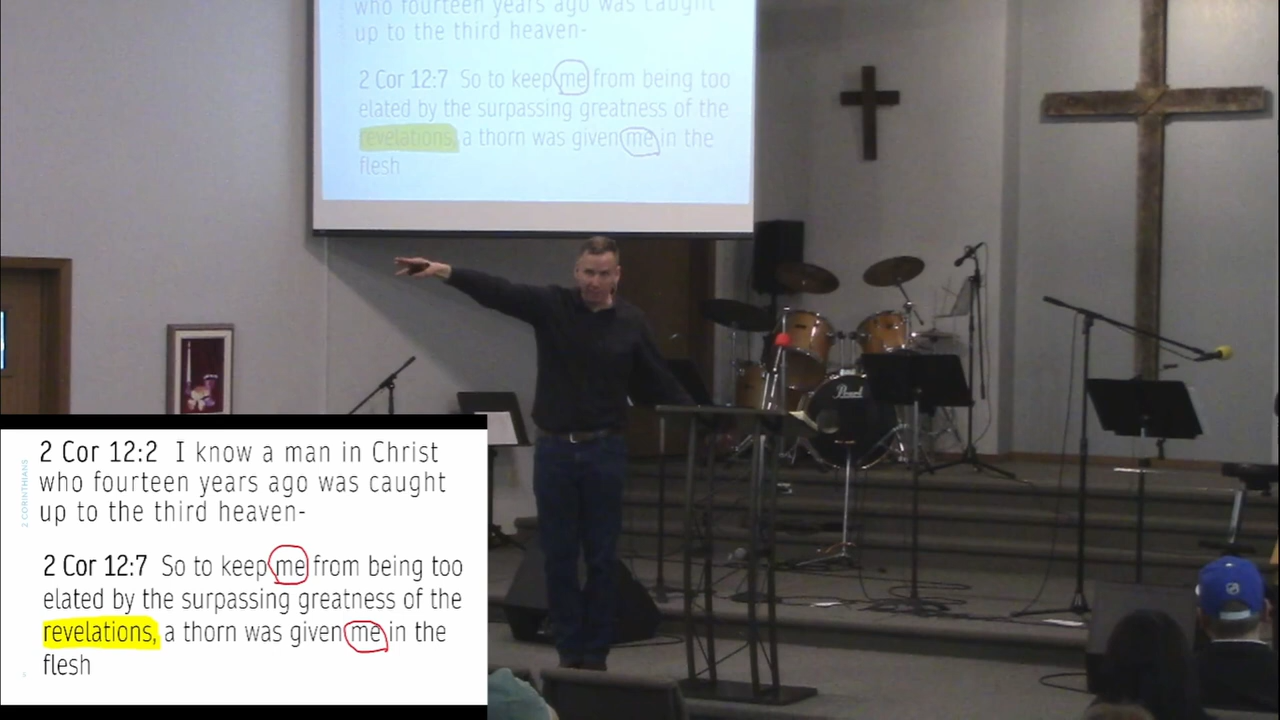 who fourteen years ago was caught
up to the third heaven-
2 Cor 12:7 So to keep me from being too
elated by the surpassing greatness of the
revelations, a thorn was given me in the
flesh
Pearl
2 CORINTHIANS
2 Cor 12:2 I know a man in Christ
who fourteen years ago was caught
up to the third heaven-
2 Cor 12:7 So to keep me from being too
elated by the surpassing greatness of the
revelations, a thorn was given me in the
flesh